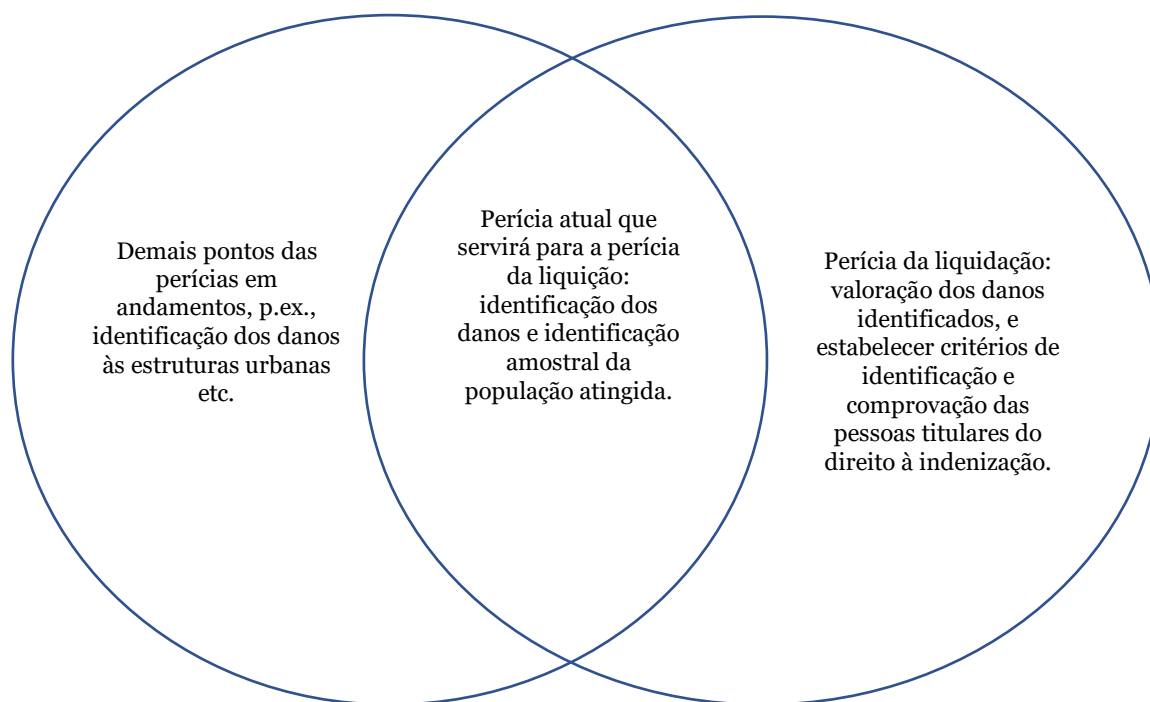 Demais pontos das
perícias em
andamentos, p.ex.,
identificação dos danos
às estruturas urbanas
etc.
Perícia atual que
servirá para a perícia
da liquição:
identificação dos
danos e identificação
amostral da
população atingida.
Perícia da liquidação:
valoração dos danos
identificados, e
estabelecer critérios de
identificação e
comprovação das
pessoas titulares do
direito à indenização.